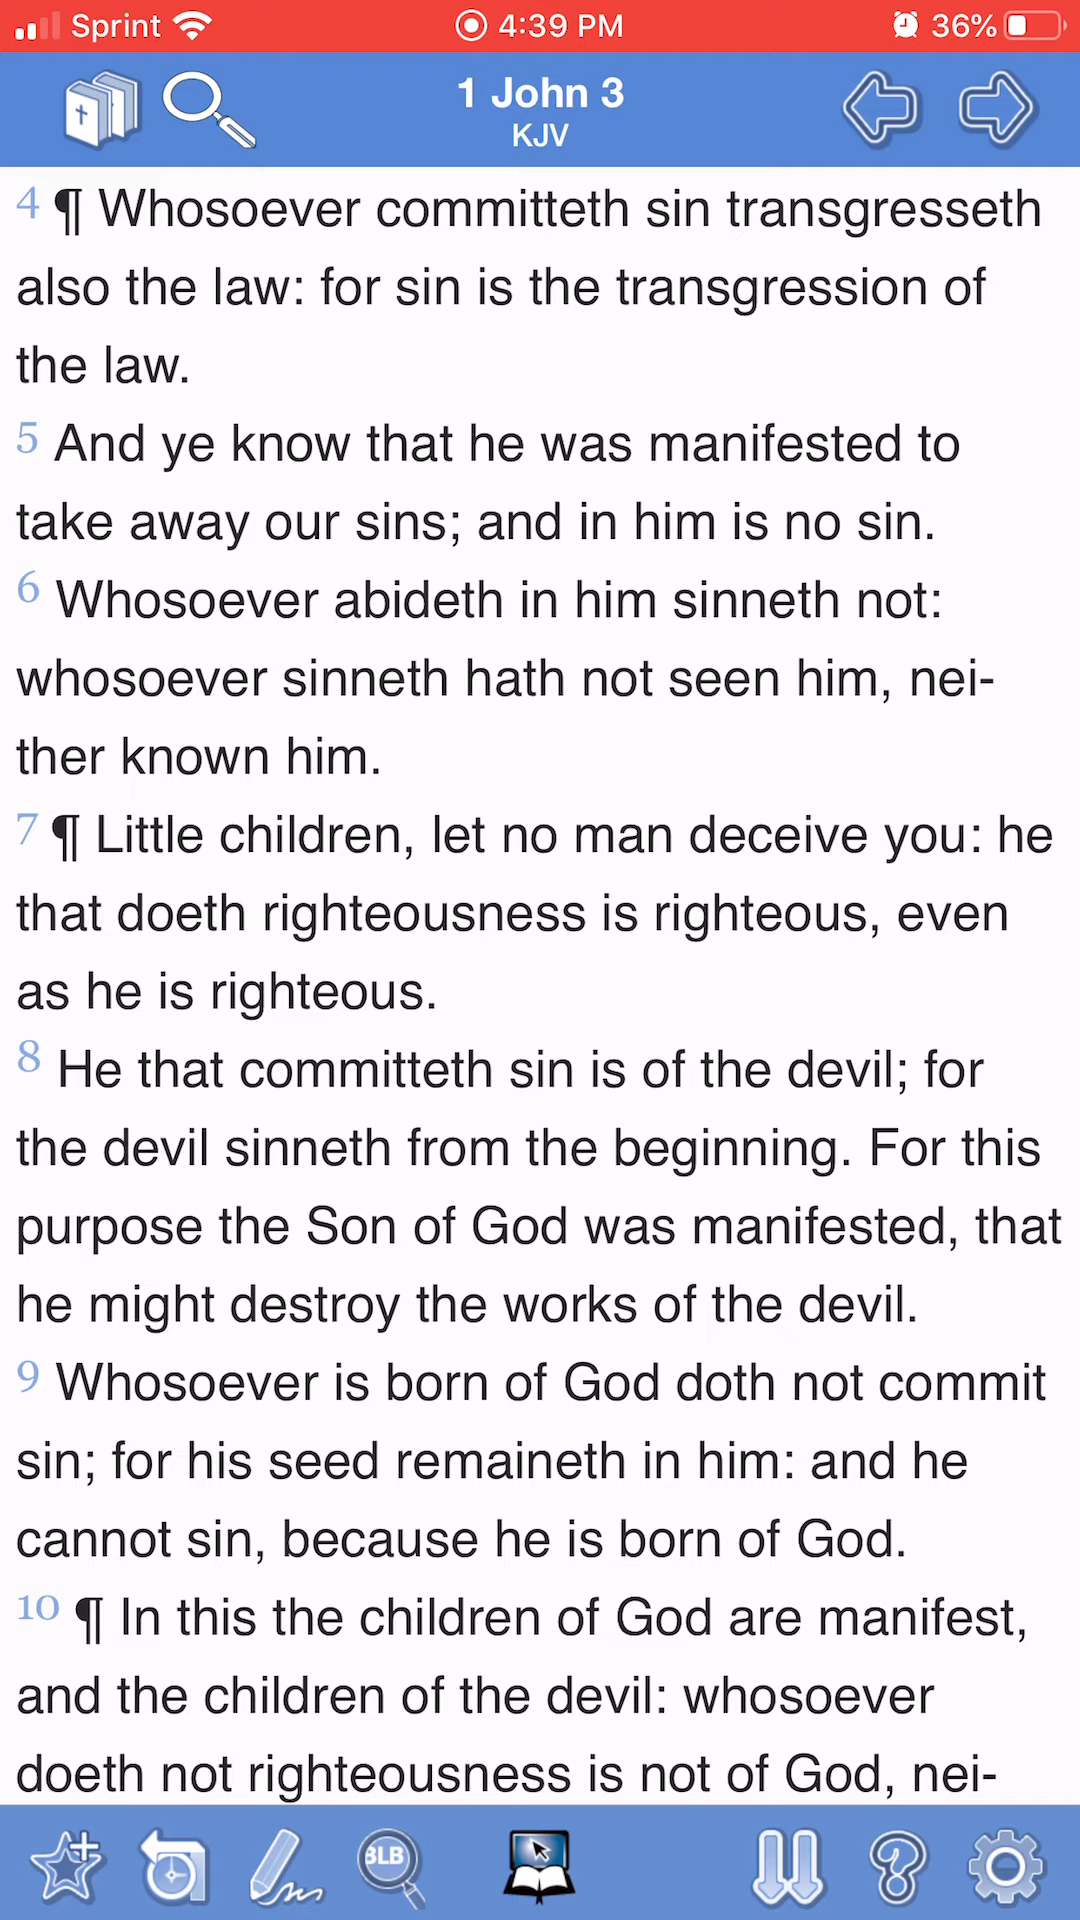 Sprint 4:39 PM 36%
1 John 3
KJV
4 ¶ Whosoever committeth sin transgresseth
also the law: for sin is the transgression of
the law.
5 And ye know that he was manifested to
take away our sins; and in him is no sin.
6 Whosoever abideth in him sinneth not:
whosoever sinneth hath not seen him, nei-
ther known him.
7 ¶ Little children, let no man deceive you: he
that doeth righteousness is righteous, even
as he is righteous.
8 He that committeth sin is of the devil; for
the devil sinneth from the beginning. For this
purpose the Son of God was manifested, that
he might destroy the works of the devil.
9 Whosoever is born of God doth not commit
sin; for his seed remaineth in him: and he
cannot sin, because he is born of God.
10 ¶ In this the children of God are manifest,
and the children of the devil: whosoever
doeth not righteousness is not of God, nei-
BLB